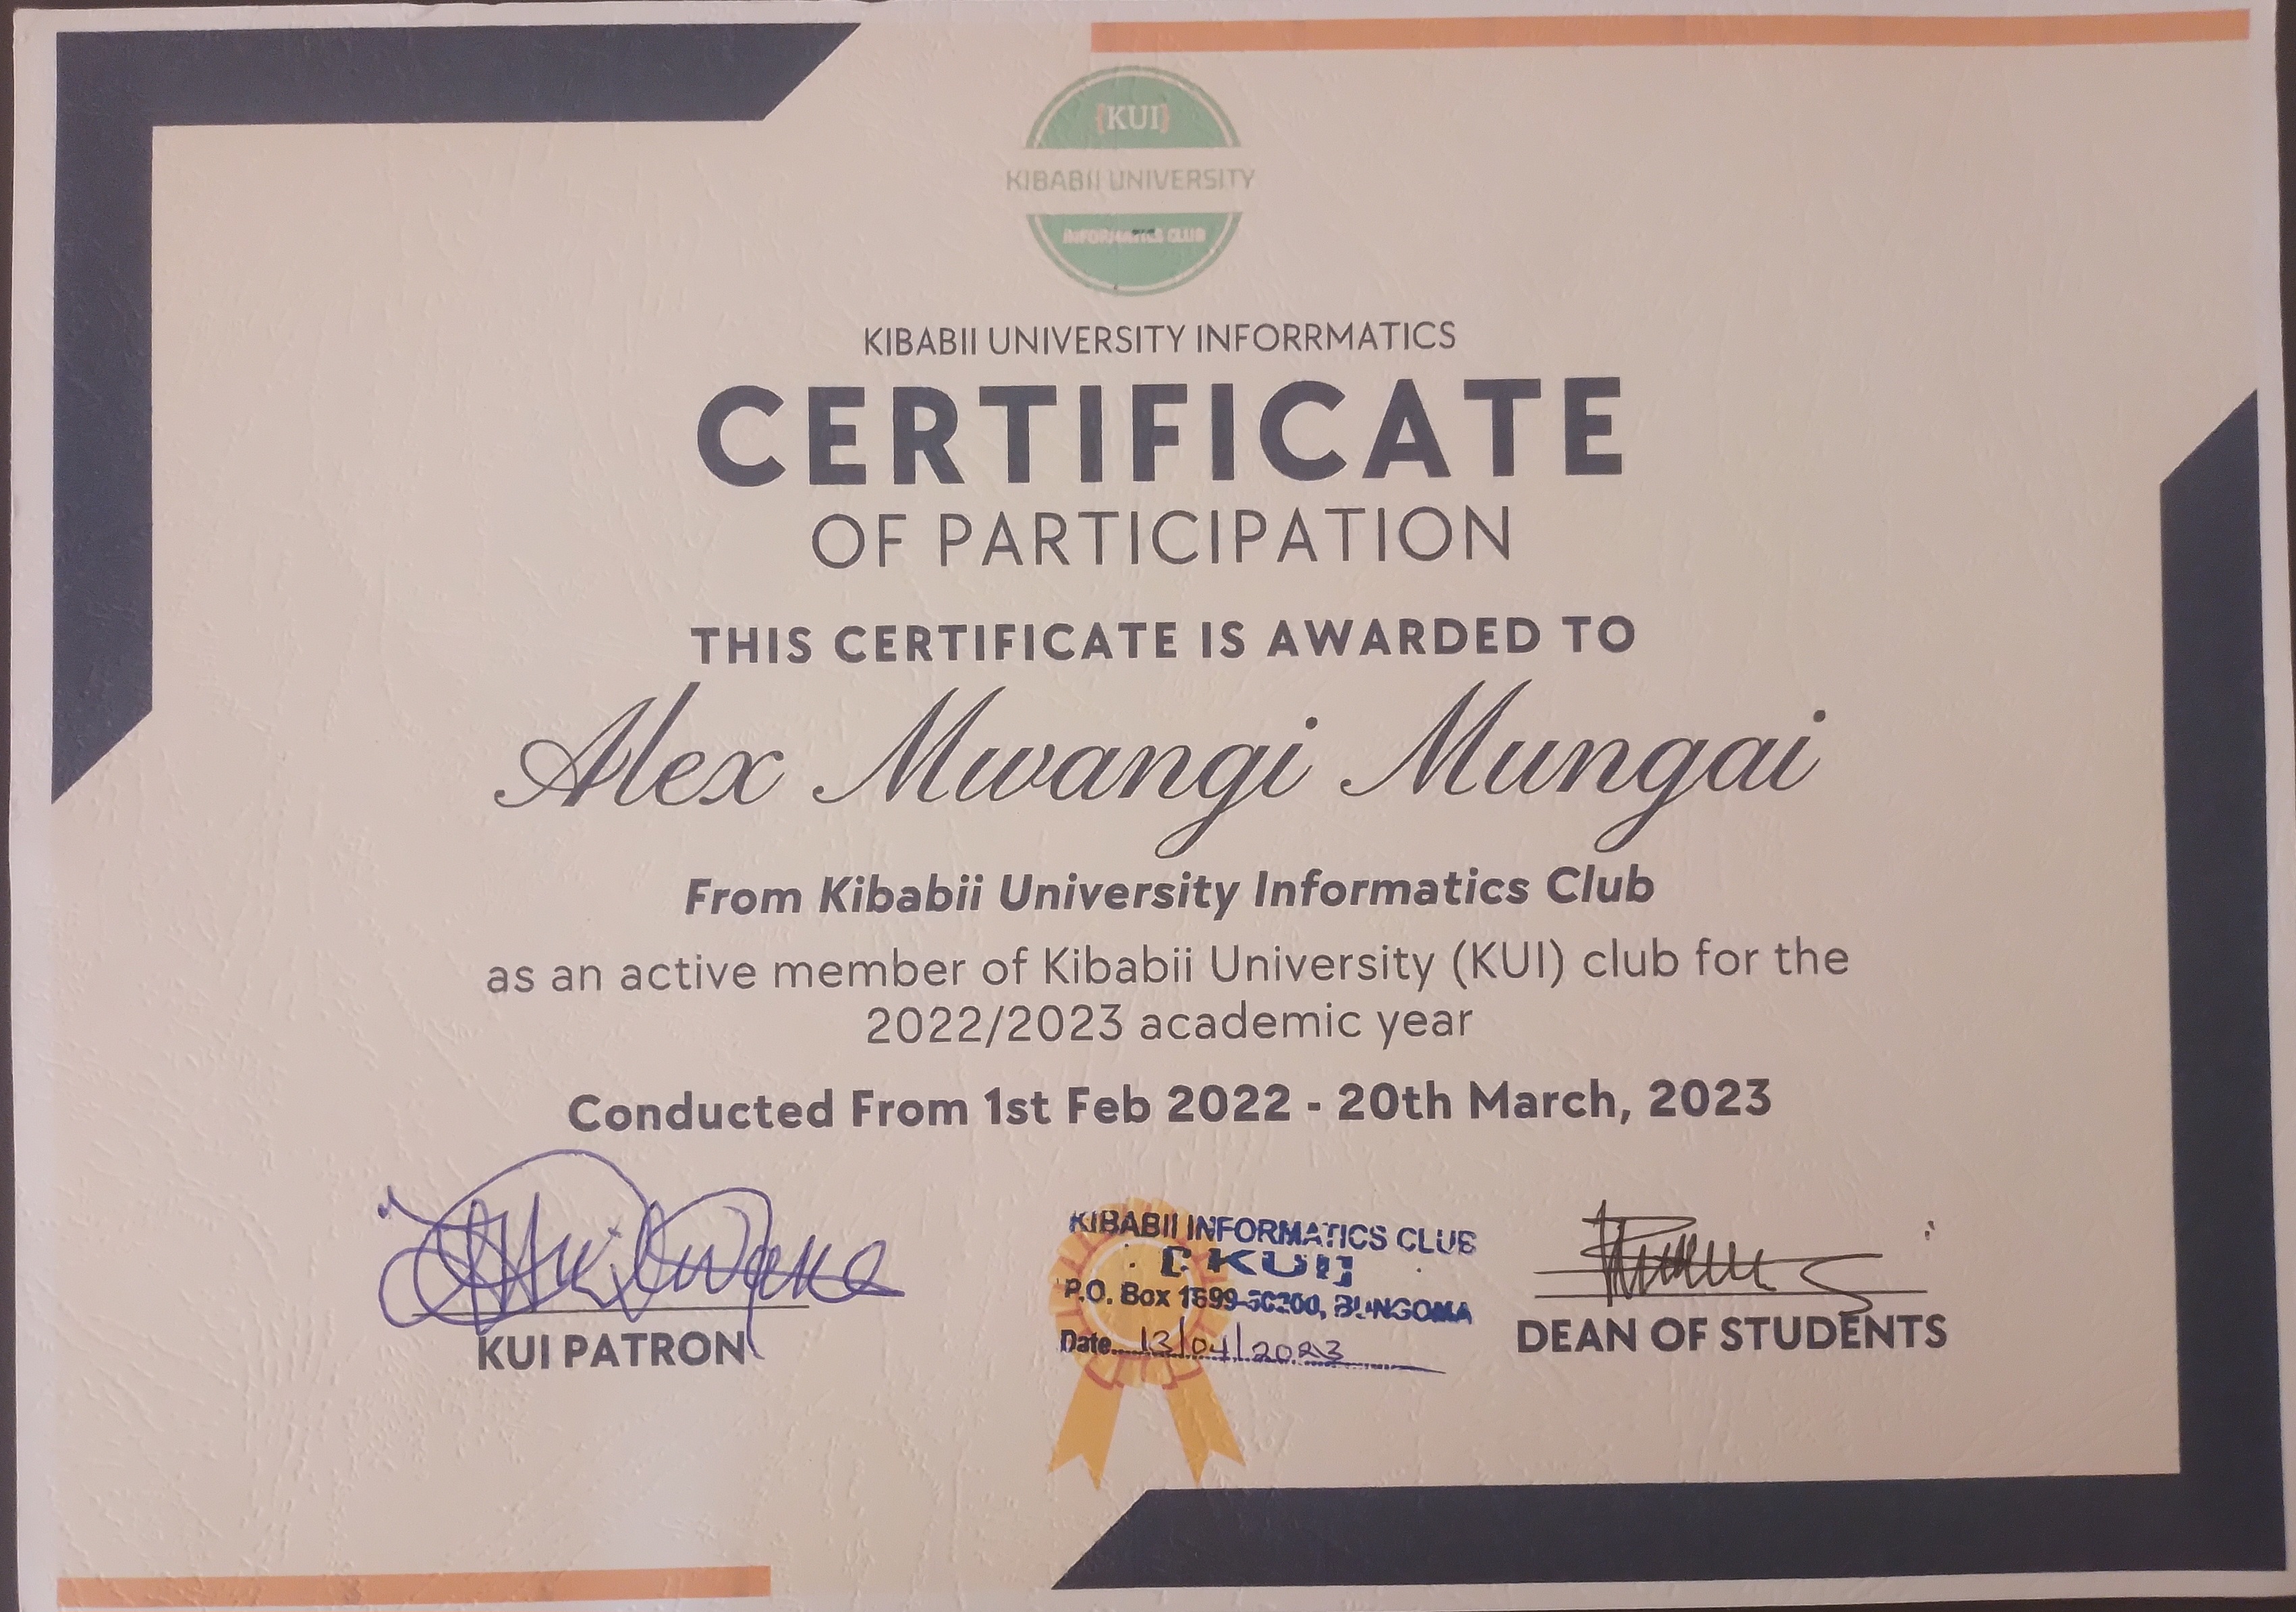 {KUI}
KIBABII UNIVERSITY
INFORMATICS CLUB
KIBABII UNIVERSITY INFORRMATICS
CERTIFICATE
OF PARTICIPATION
THIS CERTIFICATE IS AWARDED TO
Alex Mwangi Mungai
From Kibabii University Informatics Club
as an active member of Kibabii University (KUI) club for the
2022/2023 academic year
Conducted From 1st Feb 2022 - 20th March, 2023
KIBABII INFORMATICS CLUB
[KUI]
P.O. Box 1699-50200, BUNGOMA
Date 13/04/2023
KUI PATRON
DEAN OF STUDENTS